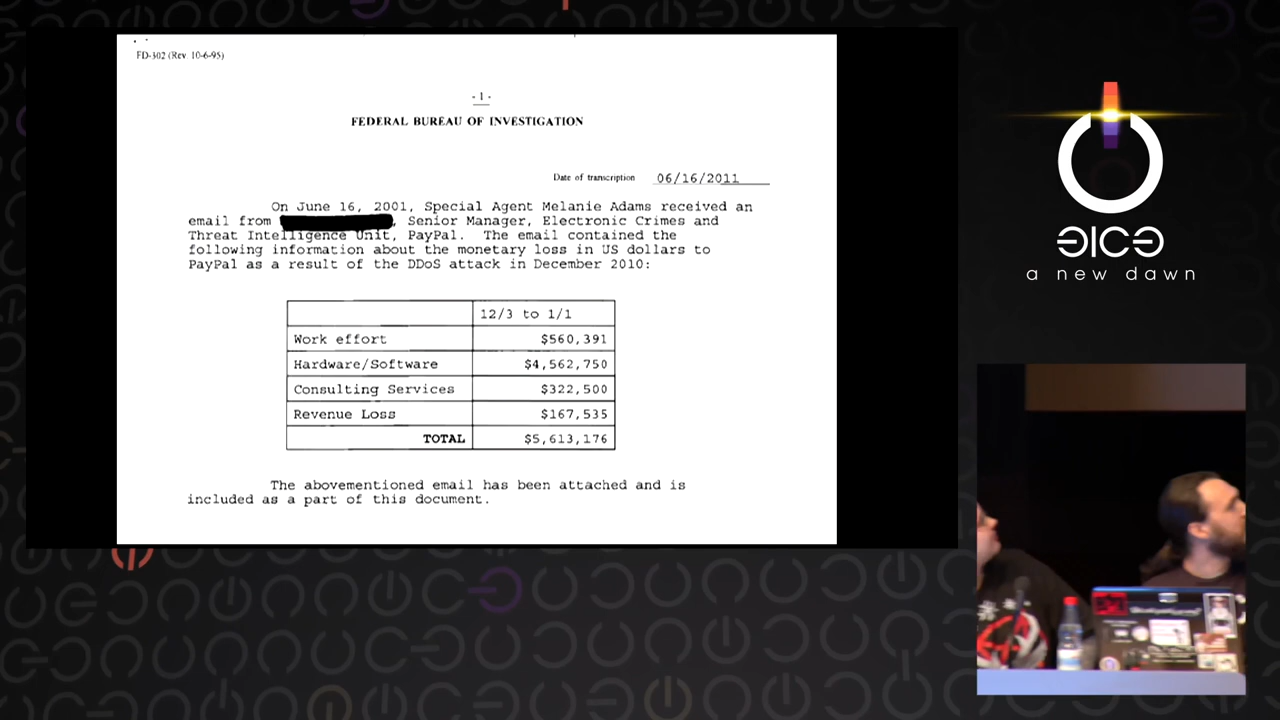 FD-302 (Rev. 10-6-95)
- 1 -
FEDERAL BUREAU OF INVESTIGATION
Date of transcription 06/16/2011
On June 16, 2001, Special Agent Melanie Adams received an
email from , Senior Manager, Electronic Crimes and
Threat Intelligence Unit, PayPal. The email contained the
following information about the monetary loss in US dollars to
PayPal as a result of the DDoS attack in December 2010:
12/3 to 1/1
Work effort $560,391
Hardware/Software $4,562,750
Consulting Services $322,500
Revenue Loss $167,535
TOTAL $5,613,176
The abovementioned email has been attached and is
included as a part of this document.
a new dawn